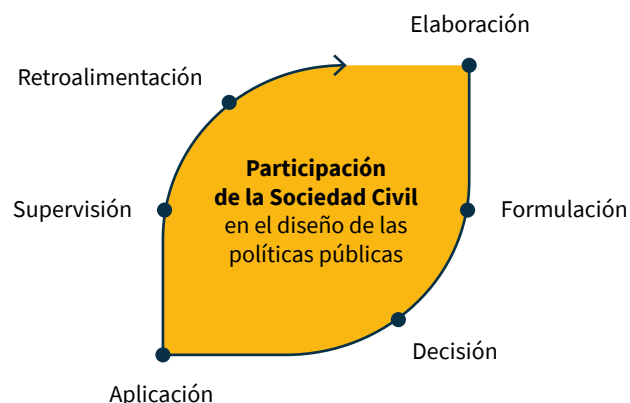 Elaboración
Retroalimentación
Participación
de la Sociedad Civil
en el diseño de las
políticas públicas
Supervisión
Formulación
Decisión
Aplicación